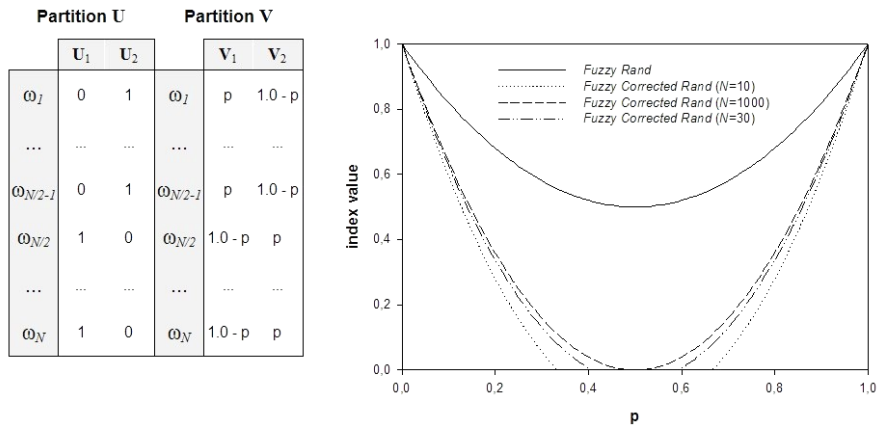 Partition U Partition V
U1 U2 V1 V2
ω1 0 1 ω1 p 1.0 - p
... ... ... ... ... ...
ωN/2-1 0 1 ωN/2-1 p 1.0 - p
ωN/2 1 0 ωN/2 1.0 - p p
... ... ... ... ... ...
ωN 1 0 ωN 1.0 - p p
index value
1,0
0,8
0,6
0,4
0,2
0,0
Fuzzy Rand
Fuzzy Corrected Rand (N=10)
Fuzzy Corrected Rand (N=1000)
Fuzzy Corrected Rand (N=30)
0,0 0,2 0,4 0,6 0,8 1,0
p